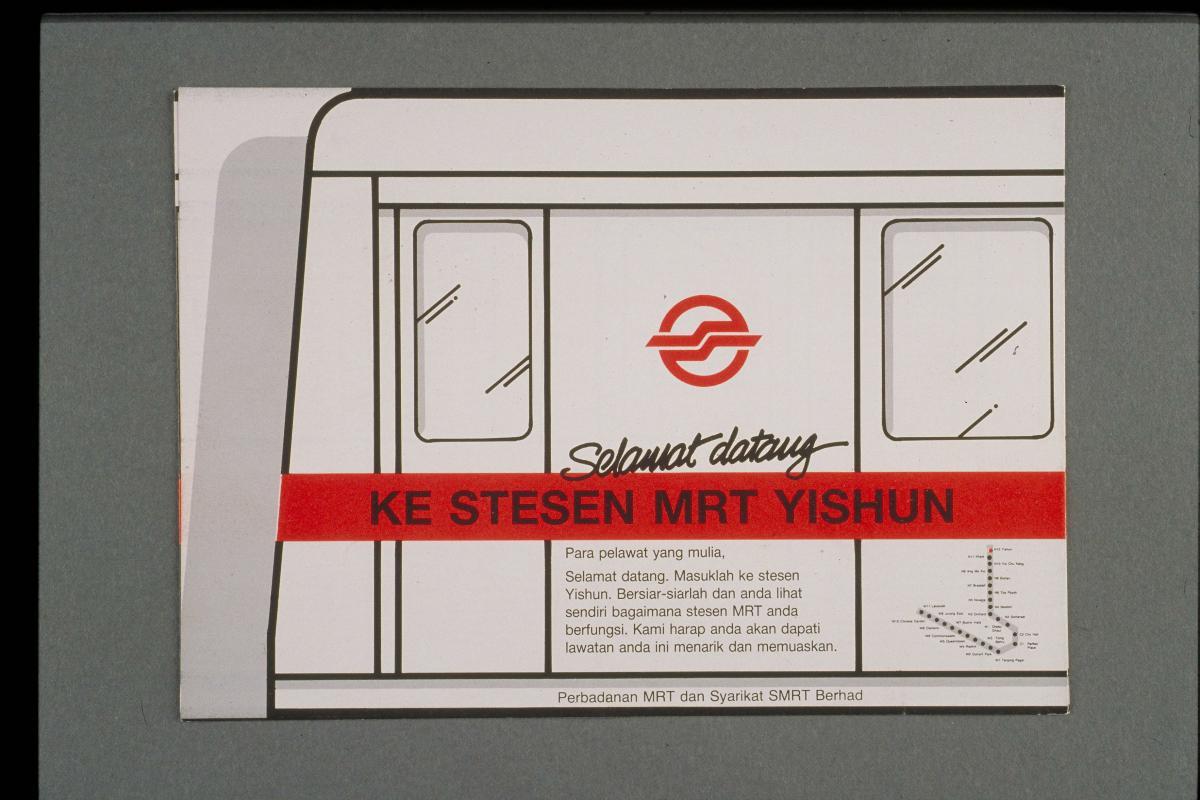 Selamat datang
KE STESEN MRT YISHUN
Para pelawat yang mulia,
Selamat datang. Masuklah ke stesen
Yishun. Bersiar-siarlah dan anda lihat
sendiri bagaimana stesen MRT anda
berfungsi. Kami harap anda akan dapati
lawatan anda ini menarik dan memuaskan.
Perbadanan MRT dan Syarikat SMRT Berhad